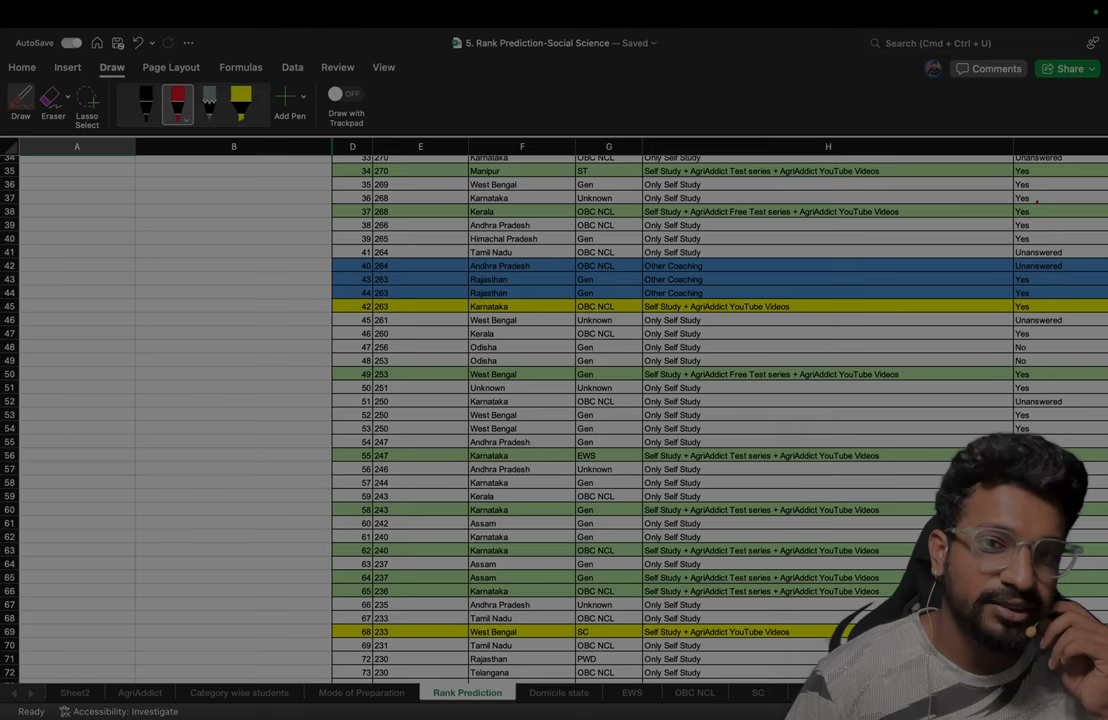 AutoSave
5. Rank Prediction-Social Science — Saved
Search (Cmd + Ctrl + U)
Home Insert Draw Page Layout Formulas Data Review View
Comments Share
Draw Eraser Lasso Select Add Pen OFF Draw with Trackpad
A B D E F G H
34 33 270 Karnataka OBC NCL Only Self Study Unanswered
35 34 270 Manipur ST Self Study + AgriAddict Test series + AgriAddict YouTube Videos Yes
36 35 269 West Bengal Gen Only Self Study Yes
37 36 268 Karnataka Unknown Only Self Study Yes
38 37 268 Kerala OBC NCL Self Study + AgriAddict Free Test series + AgriAddict YouTube Videos Yes
39 38 266 Andhra Pradesh OBC NCL Only Self Study Yes
40 39 265 Himachal Pradesh Gen Only Self Study Yes
41 41 264 Tamil Nadu OBC NCL Only Self Study Unanswered
42 40 264 Andhra Pradesh OBC NCL Other Coaching Unanswered
43 43 263 Rajasthan Gen Other Coaching Yes
44 44 263 Rajasthan Gen Other Coaching Yes
45 42 263 Karnataka OBC NCL Self Study + AgriAddict YouTube Videos Yes
46 45 261 West Bengal Unknown Only Self Study Unanswered
47 46 260 Kerala OBC NCL Only Self Study Yes
48 47 256 Odisha Gen Only Self Study No
49 48 253 Odisha Gen Only Self Study No
50 49 253 West Bengal Gen Self Study + AgriAddict Free Test series + AgriAddict YouTube Videos Yes
51 50 251 Unknown Unknown Only Self Study Yes
52 51 250 Karnataka OBC NCL Only Self Study Unanswered
53 52 250 West Bengal Gen Only Self Study Yes
54 53 250 West Bengal Gen Only Self Study Yes
55 54 247 Andhra Pradesh Gen Only Self Study
56 55 247 Karnataka EWS Self Study + AgriAddict Test series + AgriAddict YouTube Videos
57 56 246 Andhra Pradesh Unknown Only Self Study
58 57 244 Karnataka Gen Only Self Study
59 59 243 Kerala OBC NCL Only Self Study
60 58 243 Karnataka Gen Self Study + AgriAddict Test series + AgriAddict YouTube Videos
61 60 242 Assam Gen Only Self Study
62 61 240 Karnataka Gen Only Self Study
63 62 240 Karnataka OBC NCL Self Study + AgriAddict Test series + AgriAddict YouTube Videos
64 63 237 Assam Gen Only Self Study
65 64 237 Assam Gen Self Study + AgriAddict Test series + AgriAddict YouTube Videos
66 65 236 Karnataka OBC NCL Self Study + AgriAddict Test series + AgriAddict YouTube Videos
67 66 235 Andhra Pradesh Unknown Only Self Study
68 67 233 Tamil Nadu OBC NCL Only Self Study
69 68 233 West Bengal SC Self Study + AgriAddict YouTube Videos
70 69 231 Tamil Nadu OBC NCL Only Self Study
71 72 230 Rajasthan PWD Only Self Study
72 73 230 Telangana OBC NCL Only Self Study
Sheet2 AgriAddict Category wise students Mode of Preparation Rank Prediction Domicile state EWS OBC NCL SC
Ready Accessibility: Investigate